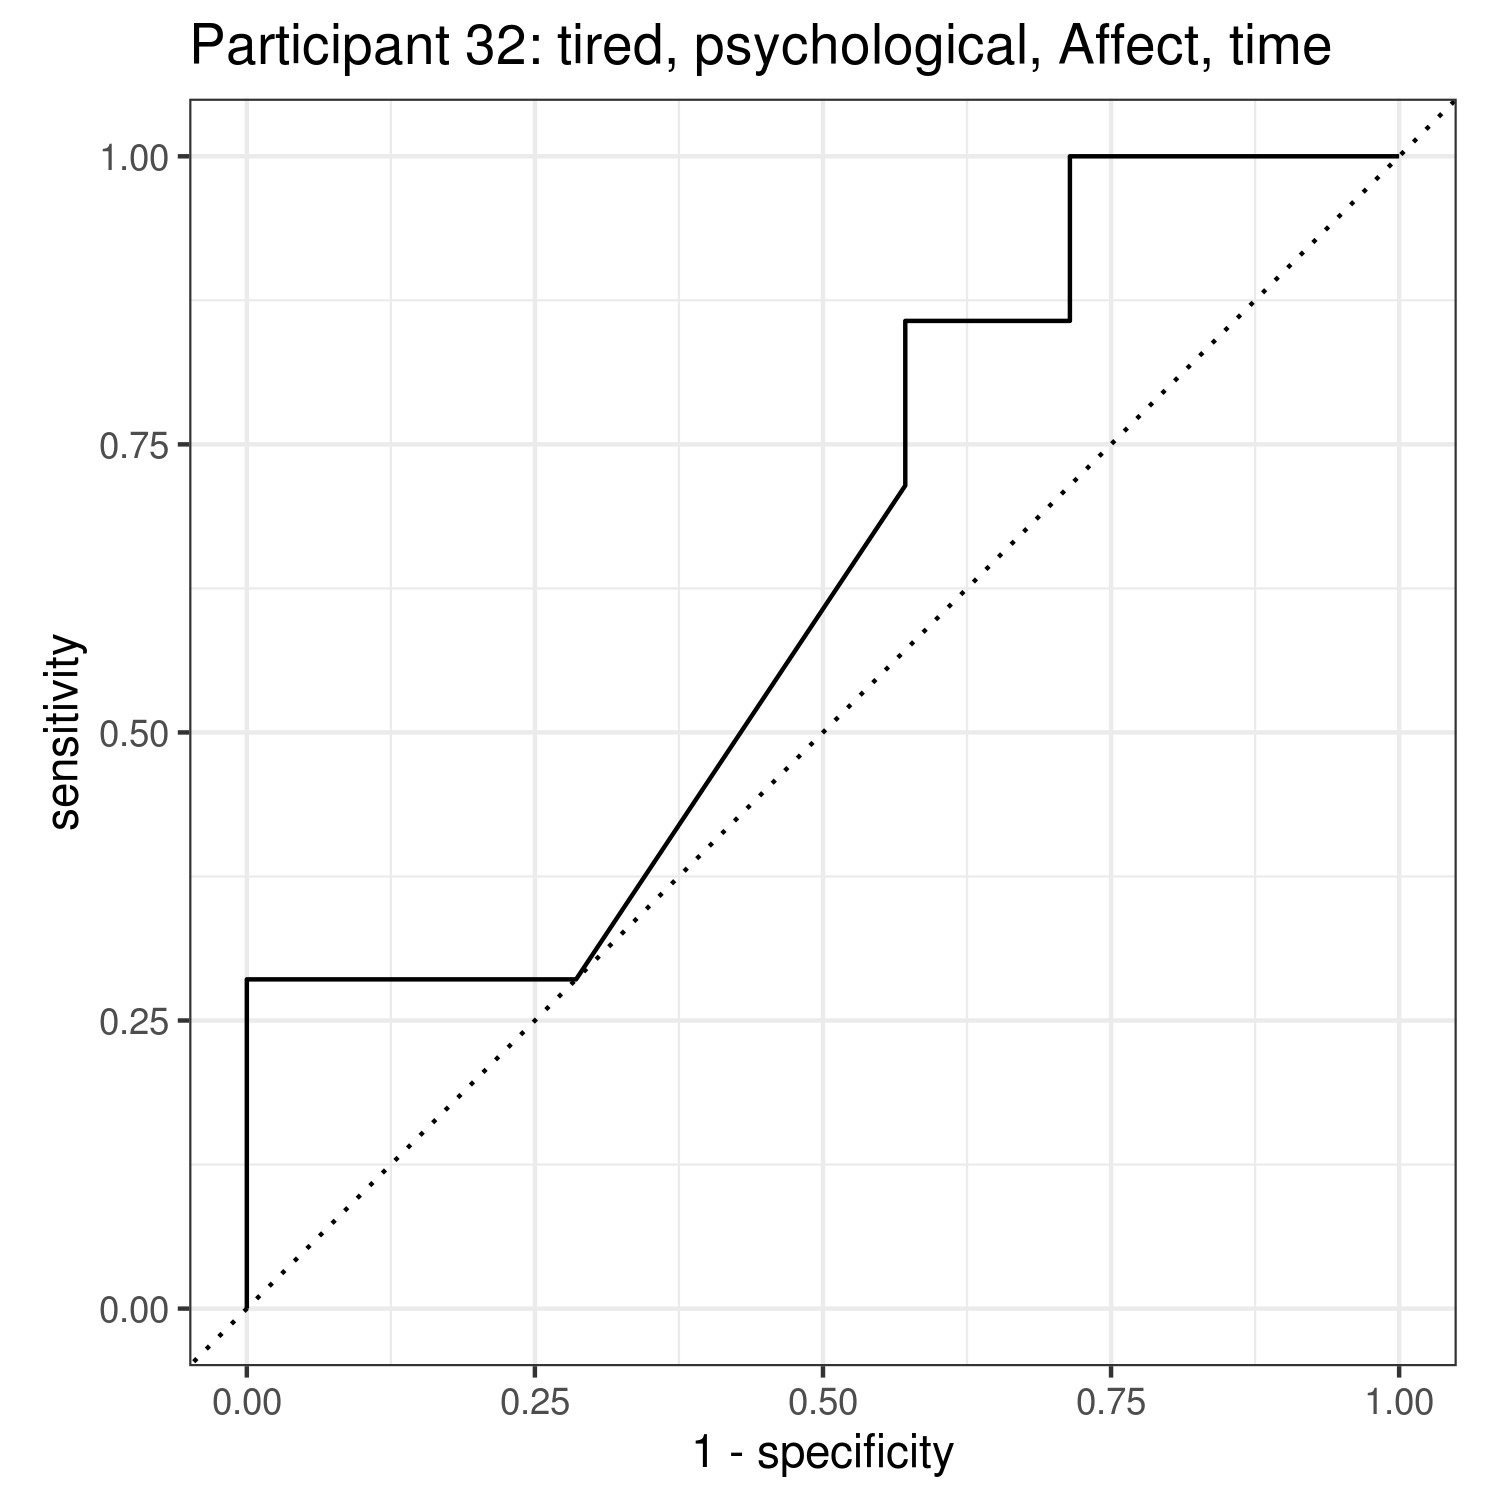 Participant 32: tired, psychological, Affect, time
1.00
0.75
0.50
0.25
0.00
sensitivity
0.00 0.25 0.50 0.75 1.00
1 - specificity